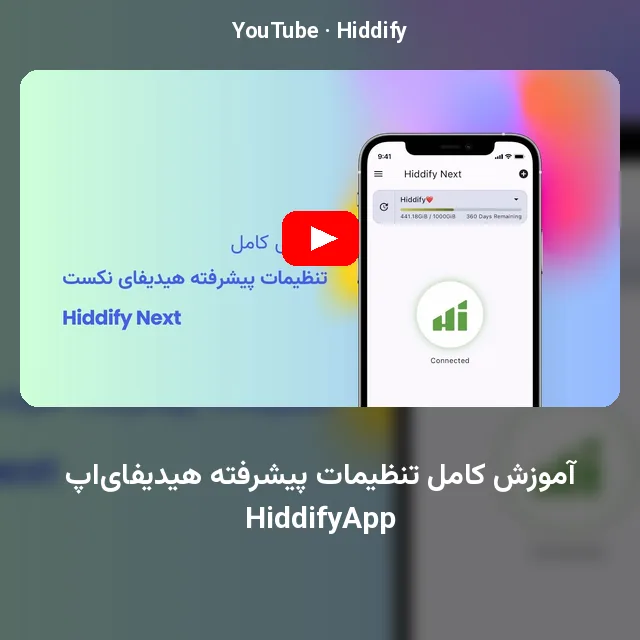 YouTube · Hiddify
9:41
Hiddify Next
Hiddify❤️
441.18GiB / 1000GiB
360 Days Remaining
کامل
تنظیمات پیشرفته هیدیفای نکست
Hiddify Next
Hi
Connected
آموزش کامل تنظیمات پیشرفته هیدیفای‌اپ
HiddifyApp